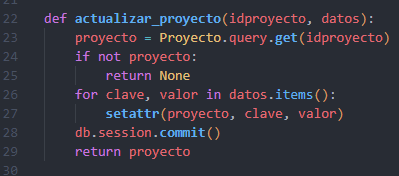 22 def actualizar_proyecto(idproyecto, datos):
23     proyecto = Proyecto.query.get(idproyecto)
24     if not proyecto:
25         return None
26     for clave, valor in datos.items():
27         setattr(proyecto, clave, valor)
28     db.session.commit()
29     return proyecto
30